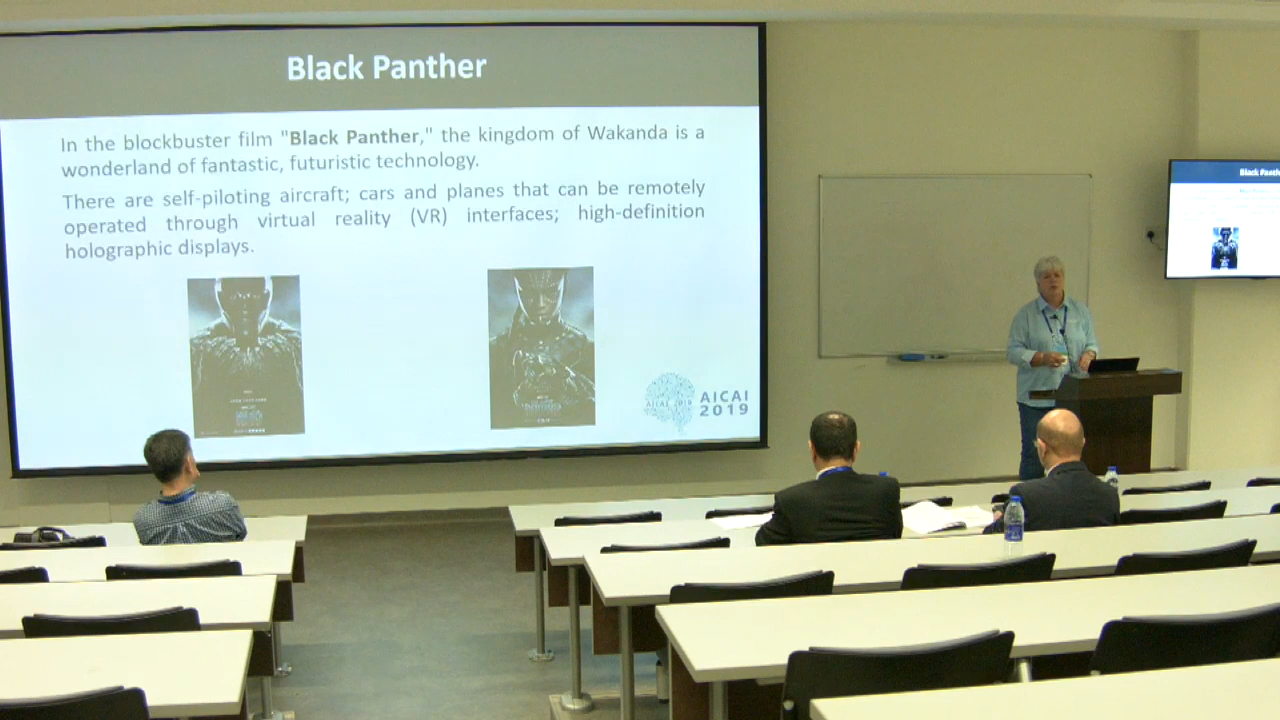 Black Panther
In the blockbuster film "Black Panther," the kingdom of Wakanda is a
wonderland of fantastic, futuristic technology.
There are self-piloting aircraft; cars and planes that can be remotely
operated through virtual reality (VR) interfaces; high-definition
holographic displays.
AICAI
2019
Black Panth